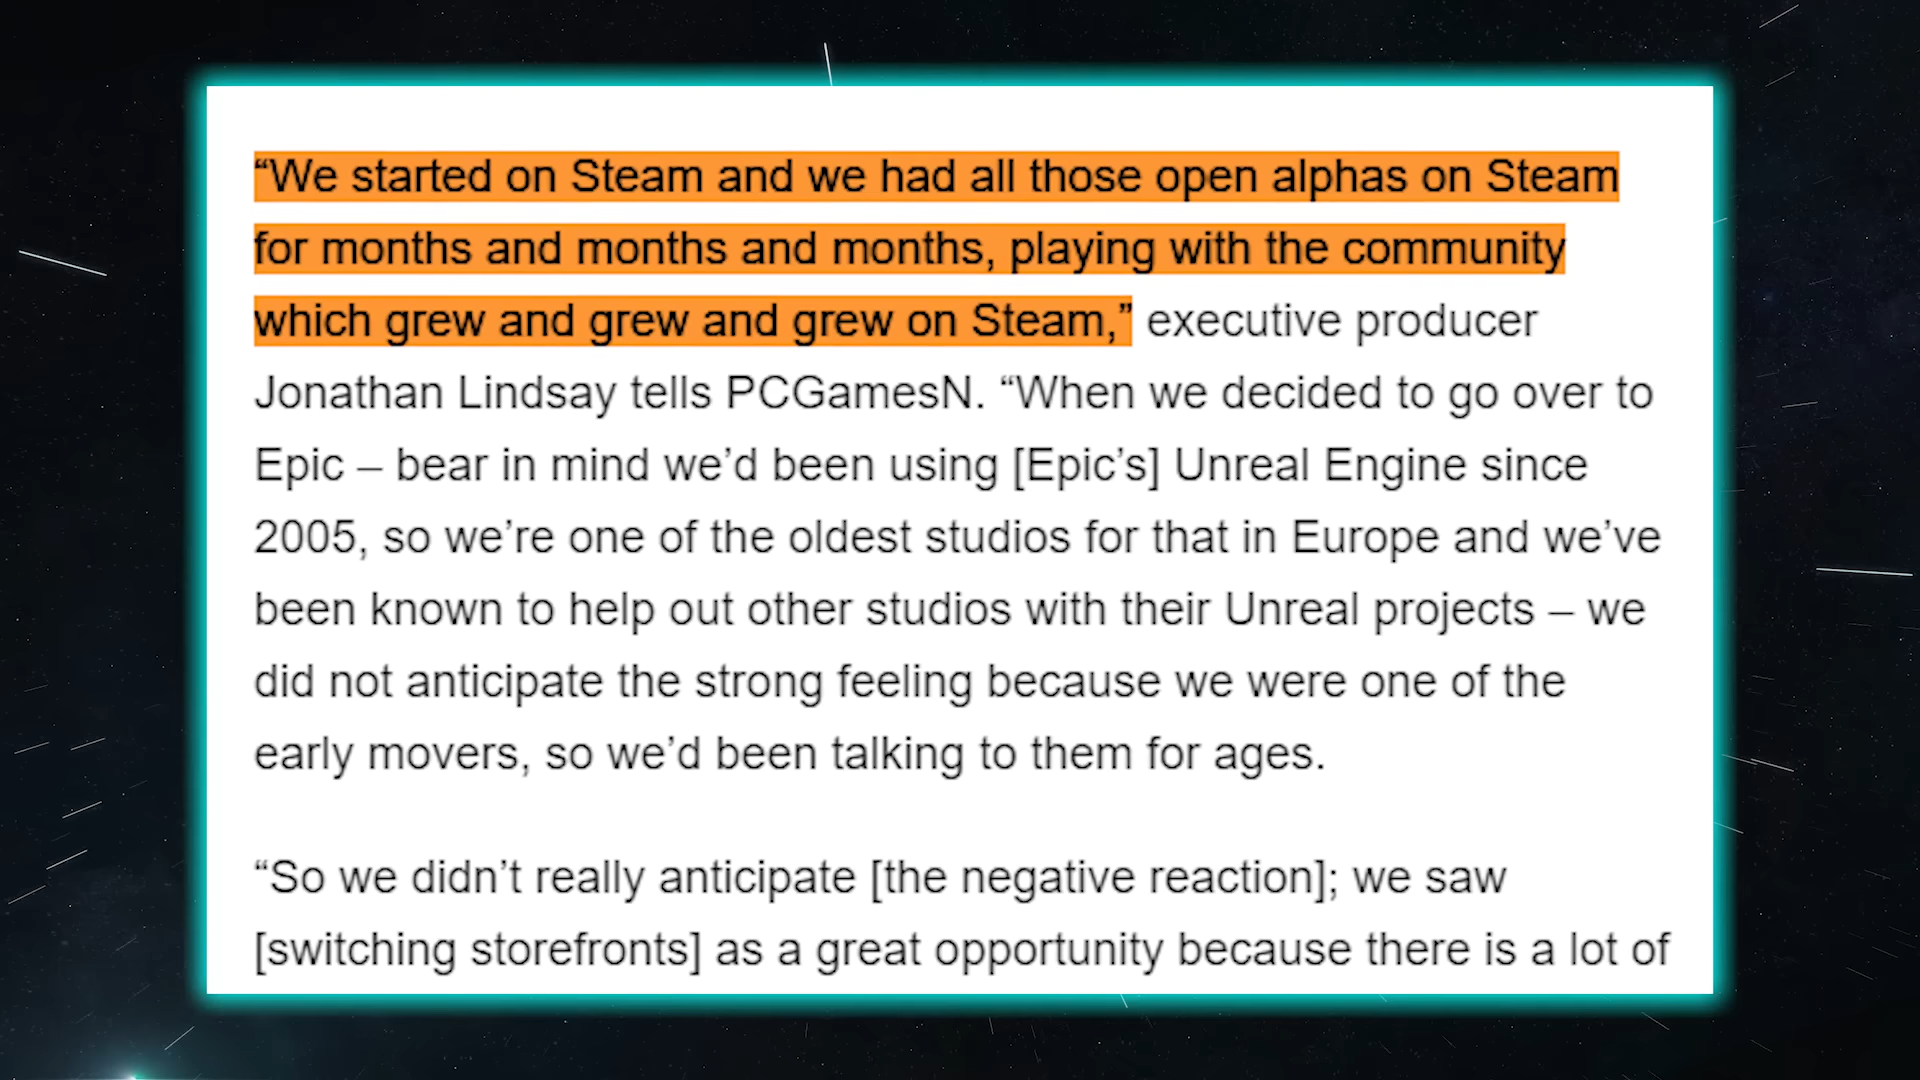 “We started on Steam and we had all those open alphas on Steam
for months and months and months, playing with the community
which grew and grew and grew on Steam,” executive producer
Jonathan Lindsay tells PCGamesN. “When we decided to go over to
Epic – bear in mind we’d been using [Epic’s] Unreal Engine since
2005, so we’re one of the oldest studios for that in Europe and we’ve
been known to help out other studios with their Unreal projects – we
did not anticipate the strong feeling because we were one of the
early movers, so we’d been talking to them for ages.
“So we didn’t really anticipate [the negative reaction]; we saw
[switching storefronts] as a great opportunity because there is a lot of